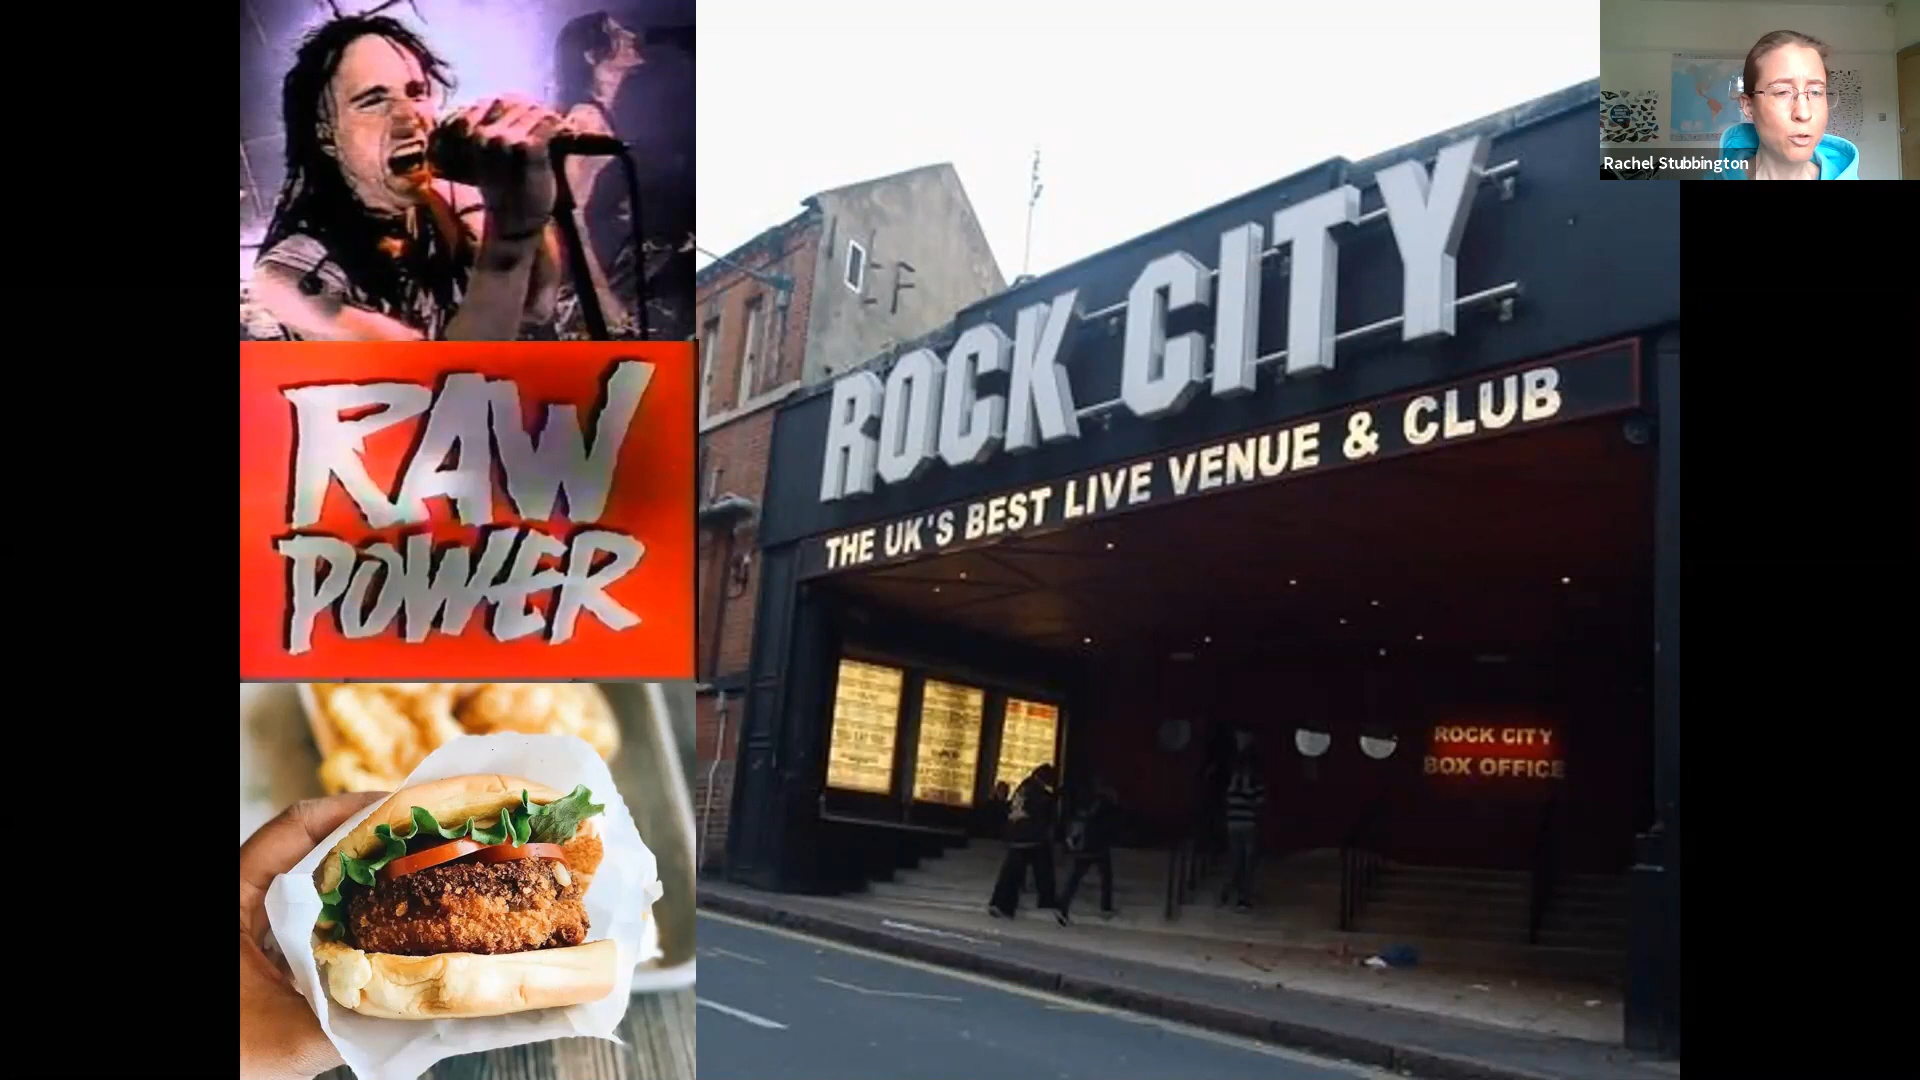 RAW
POWER
ROCK CITY
THE UK'S BEST LIVE VENUE & CLUB
ROCK CITY
BOX OFFICE
Rachel Stubbington